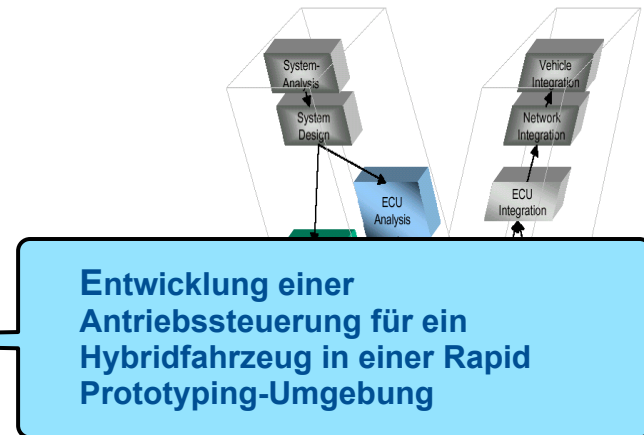 System-
Analysis
Vehicle
Integration
System
Design
Network
Integration
ECU
Analysis
ECU
Integration
Entwicklung einer
Antriebssteuerung für ein
Hybridfahrzeug in einer Rapid
Prototyping-Umgebung